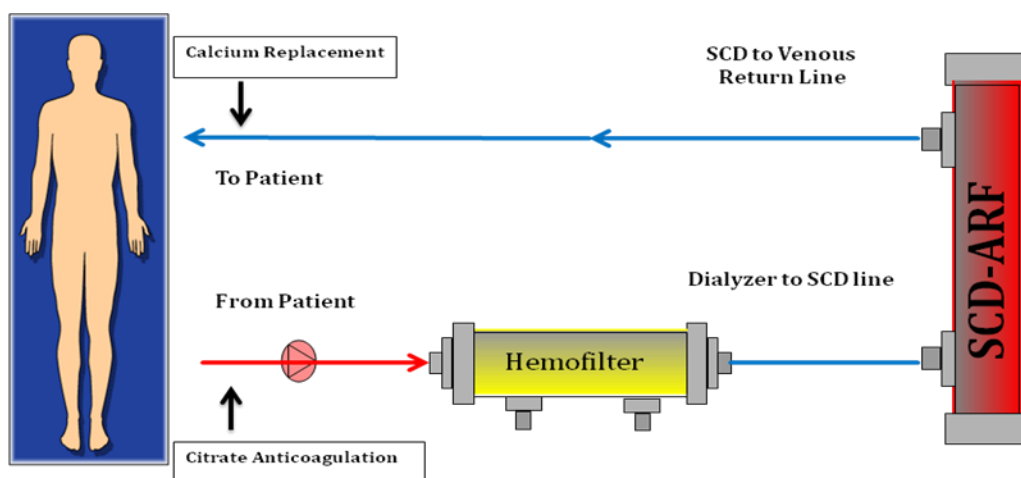 Calcium Replacement
SCD to Venous
Return Line
To Patient
SCD-ARF
From Patient
Dialyzer to SCD line
Hemofilter
Citrate Anticoagulation